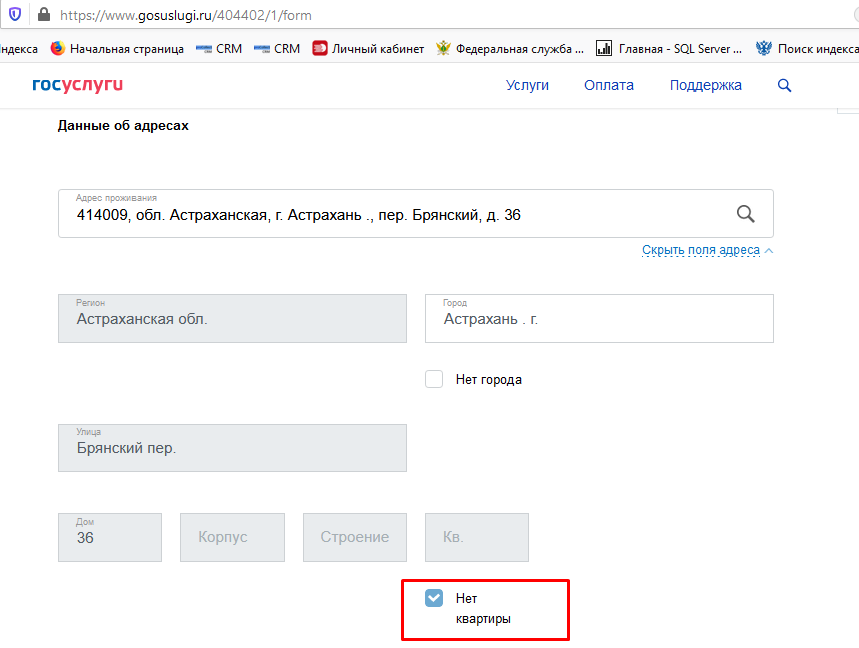 https://www.gosuslugi.ru/404402/1/form
ндекса Начальная страница CRM CRM Личный кабинет Федеральная служба ... Главная - SQL Server ... Поиск индекса
госуслуги Услуги Оплата Поддержка
Данные об адресах
Адрес проживания
414009, обл. Астраханская, г. Астрахань ., пер. Брянский, д. 36
Скрыть поля адреса
Регион Город
Астраханская обл. Астрахань . г.
Нет города
Улица
Брянский пер.
Дом
36 Корпус Строение Кв.
Нет
квартиры